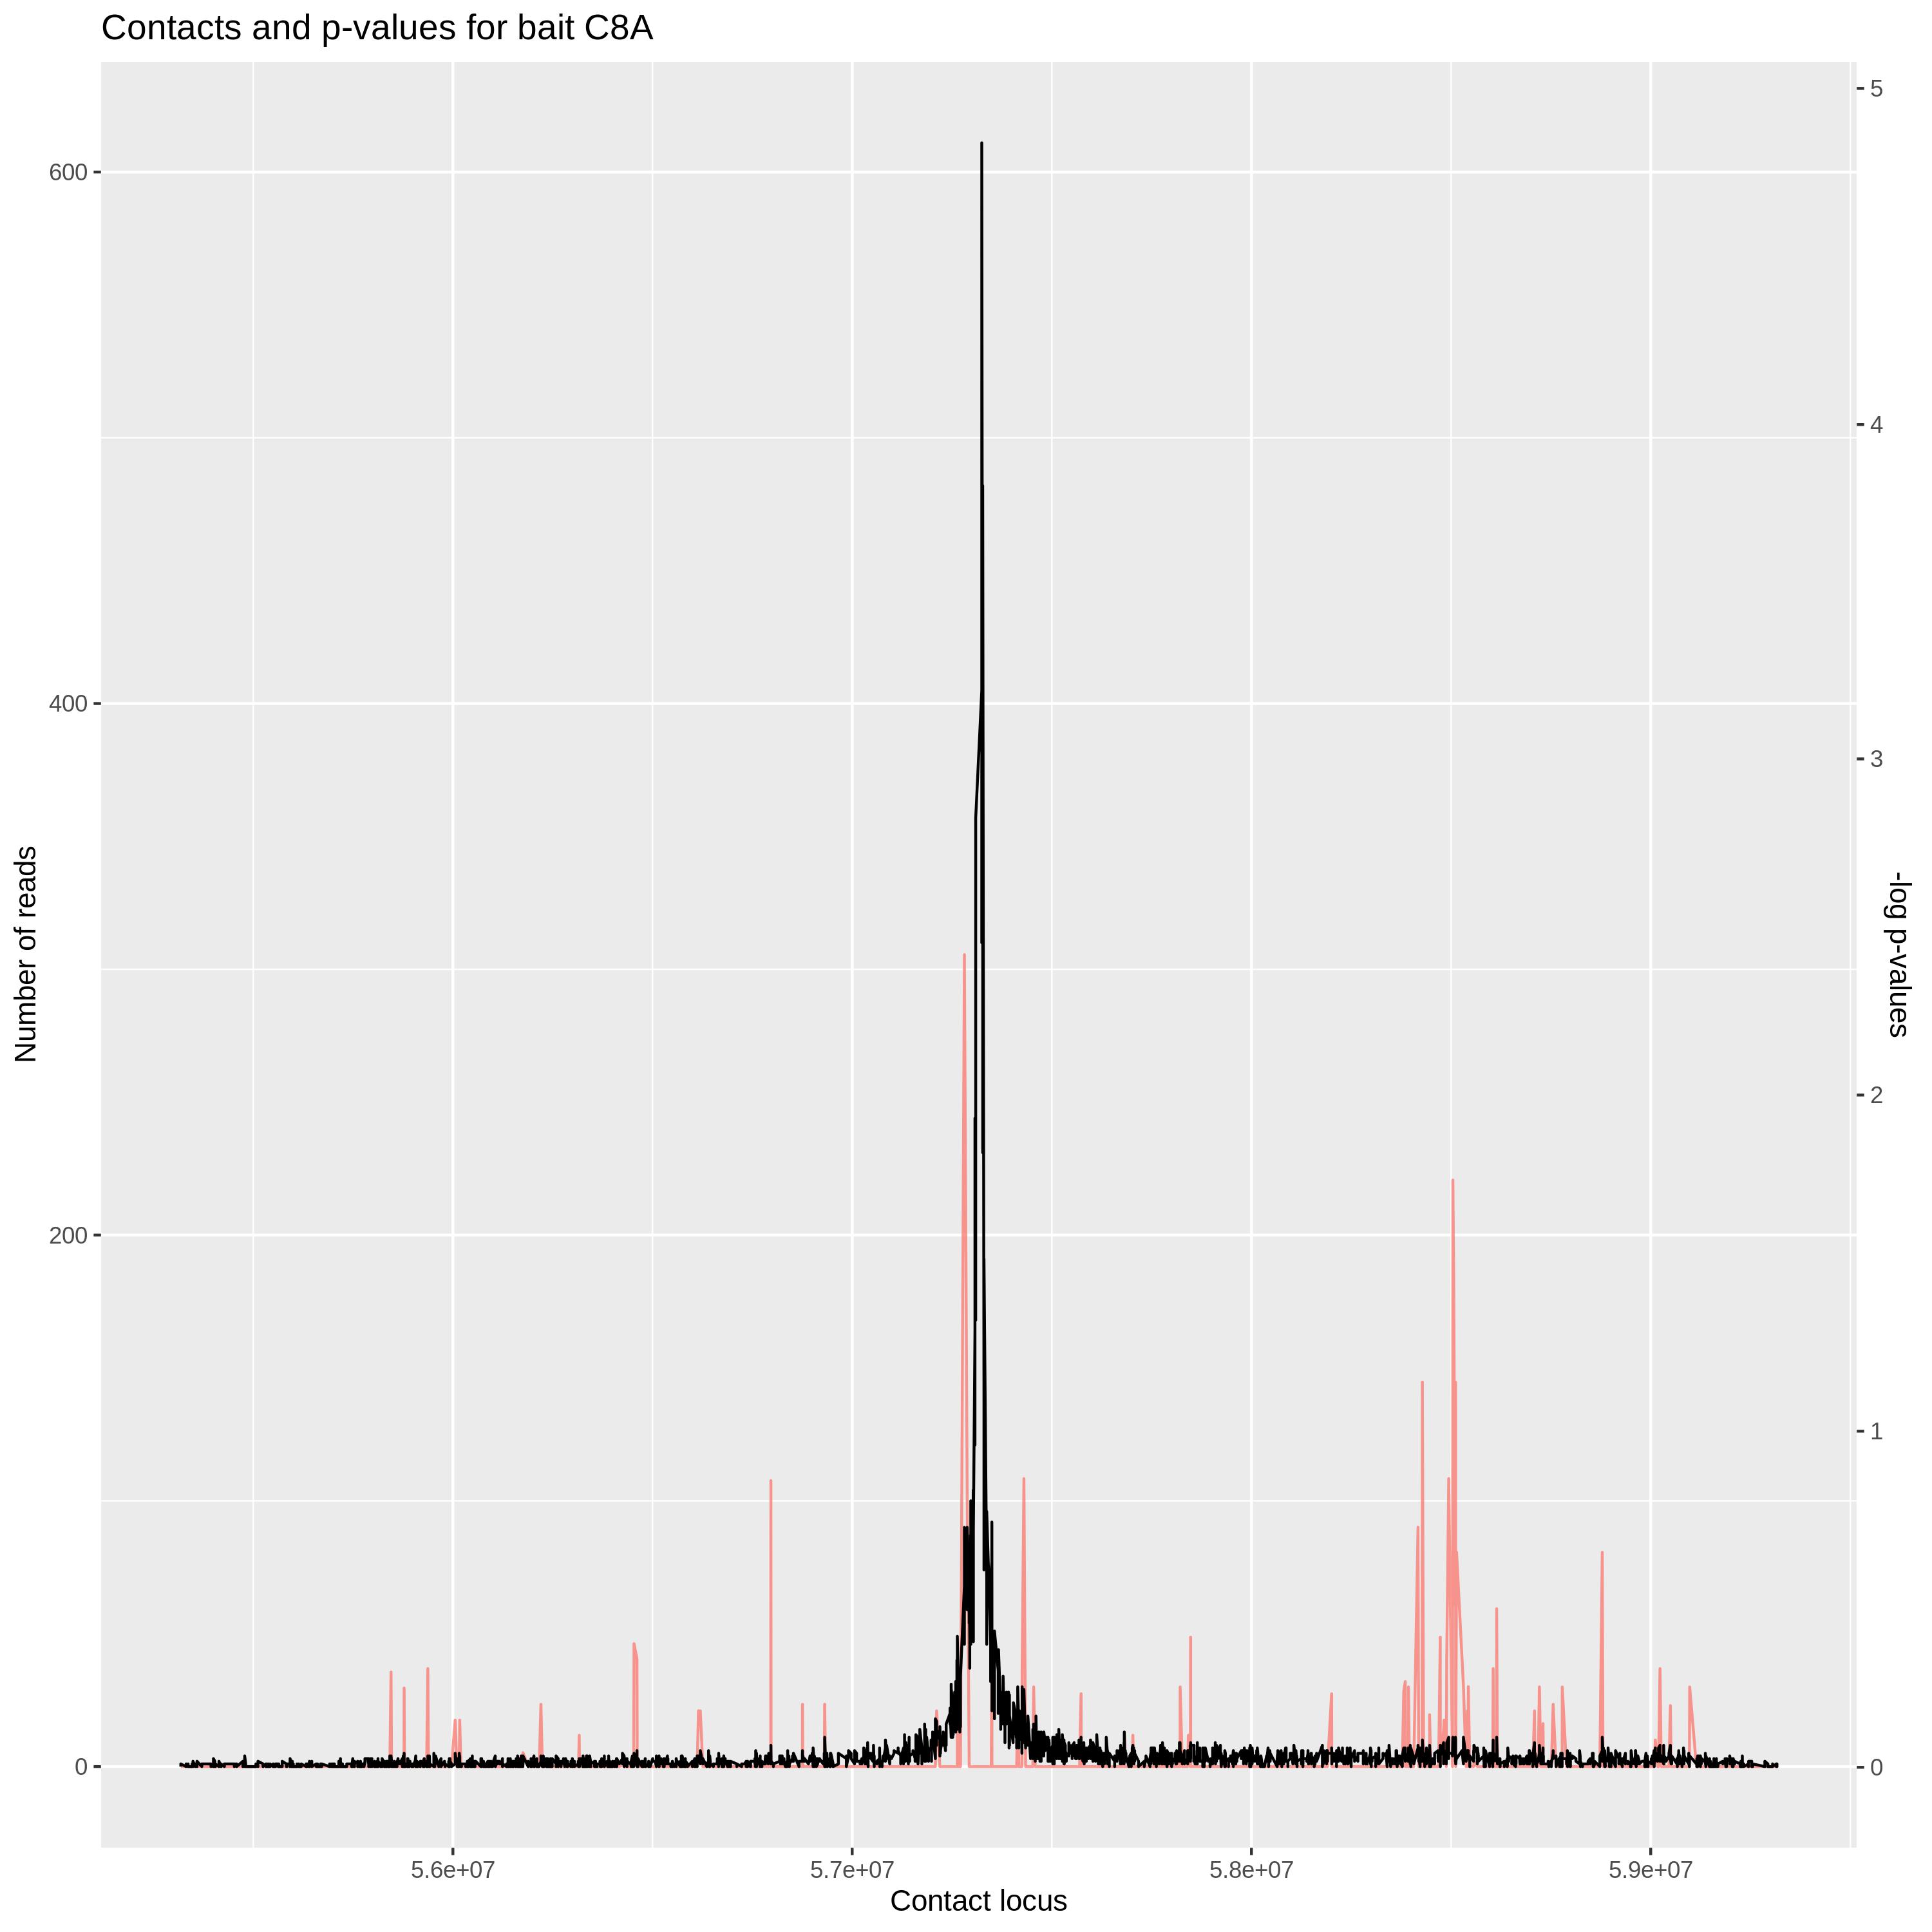 Contacts and p-values for bait C8A
600
400
200
0
5
4
3
2
1
0
Number of reads
-log p-values
5.6e+07
5.7e+07
5.8e+07
5.9e+07
Contact locus